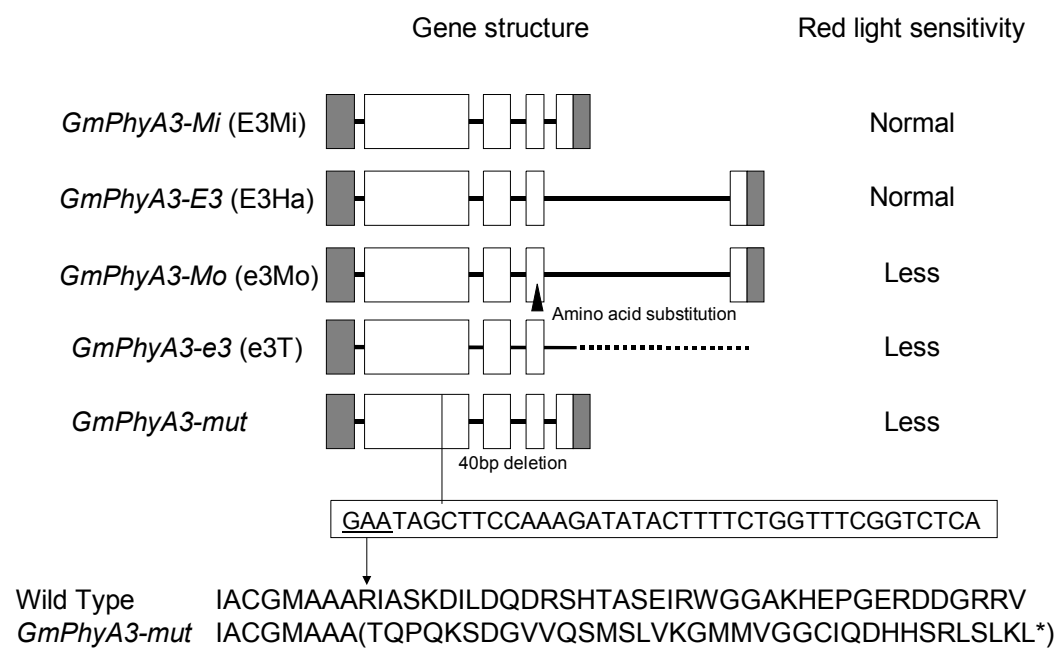 Gene structure Red light sensitivity
GmPhyA3-Mi (E3Mi) Normal
GmPhyA3-E3 (E3Ha) Normal
GmPhyA3-Mo (e3Mo) Less
Amino acid substitution
GmPhyA3-e3 (e3T) Less
GmPhyA3-mut Less
40bp deletion
GAATAGCTTCCAAAGATATACTTTTCTGGTTTCGGTCTCA
Wild Type IACGMAAARIASKDILDQDRSHTASEIRWGGAKHEPGERDDGRRV
GmPhyA3-mut IACGMAAA(TQPQKSDGVVQSMSLVKGMMVGGCIQDHHSRLSLKL*)